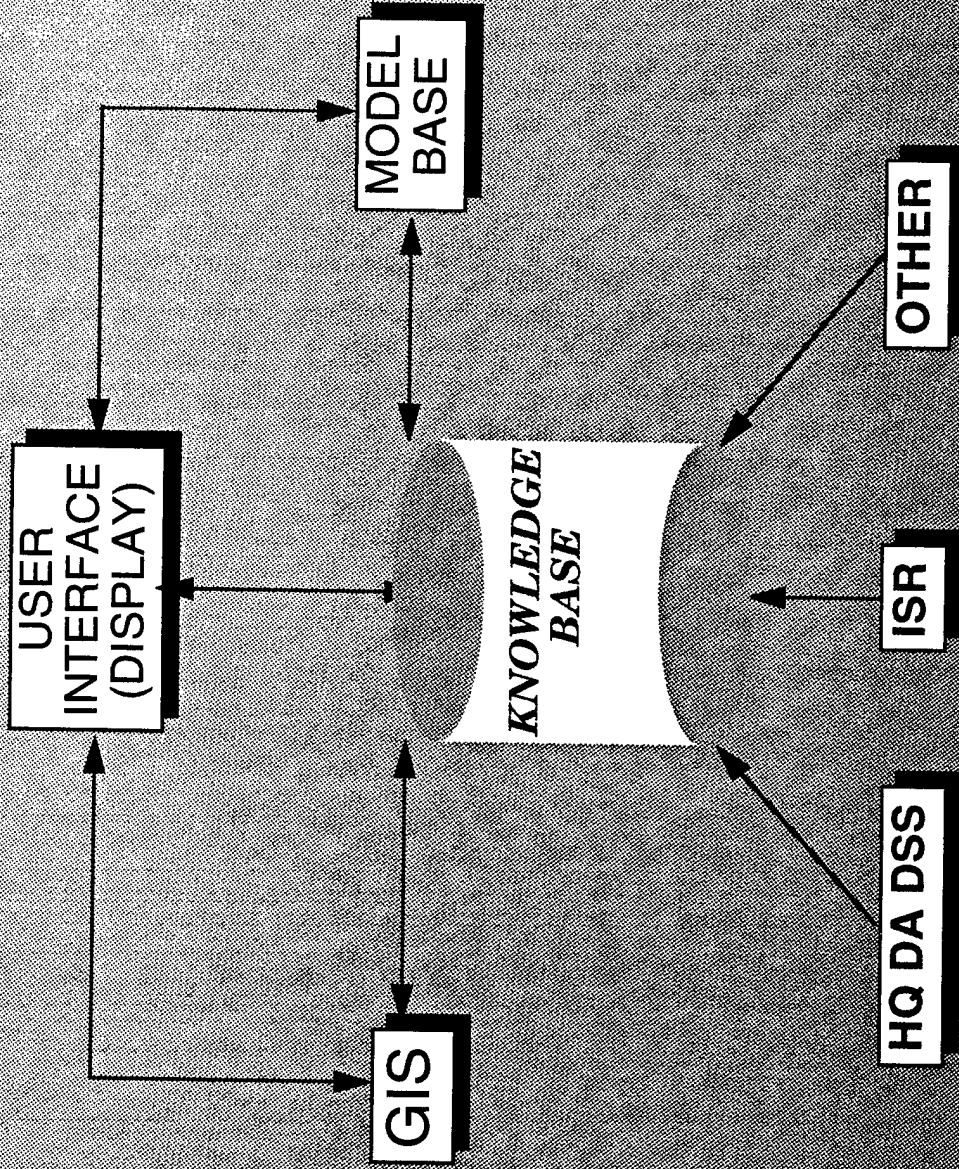 USER
INTERFACE
(DISPLAY)
GIS
KNOWLEDGE
BASE
MODEL
BASE
HQ DA DSS
ISR
OTHER